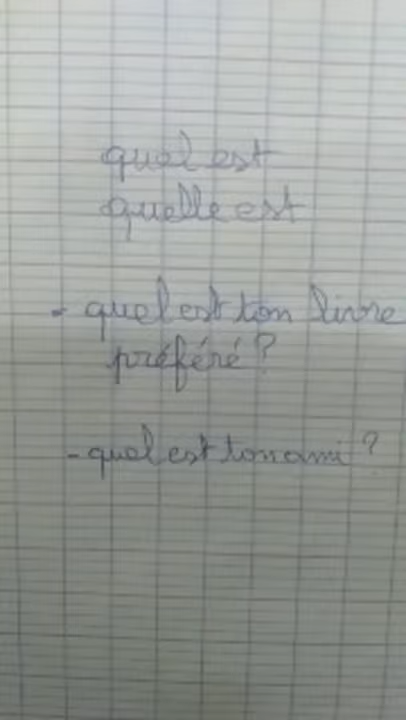 quel est
quelle est
- quel est ton livre
préféré ?
- quel est ton ami ?